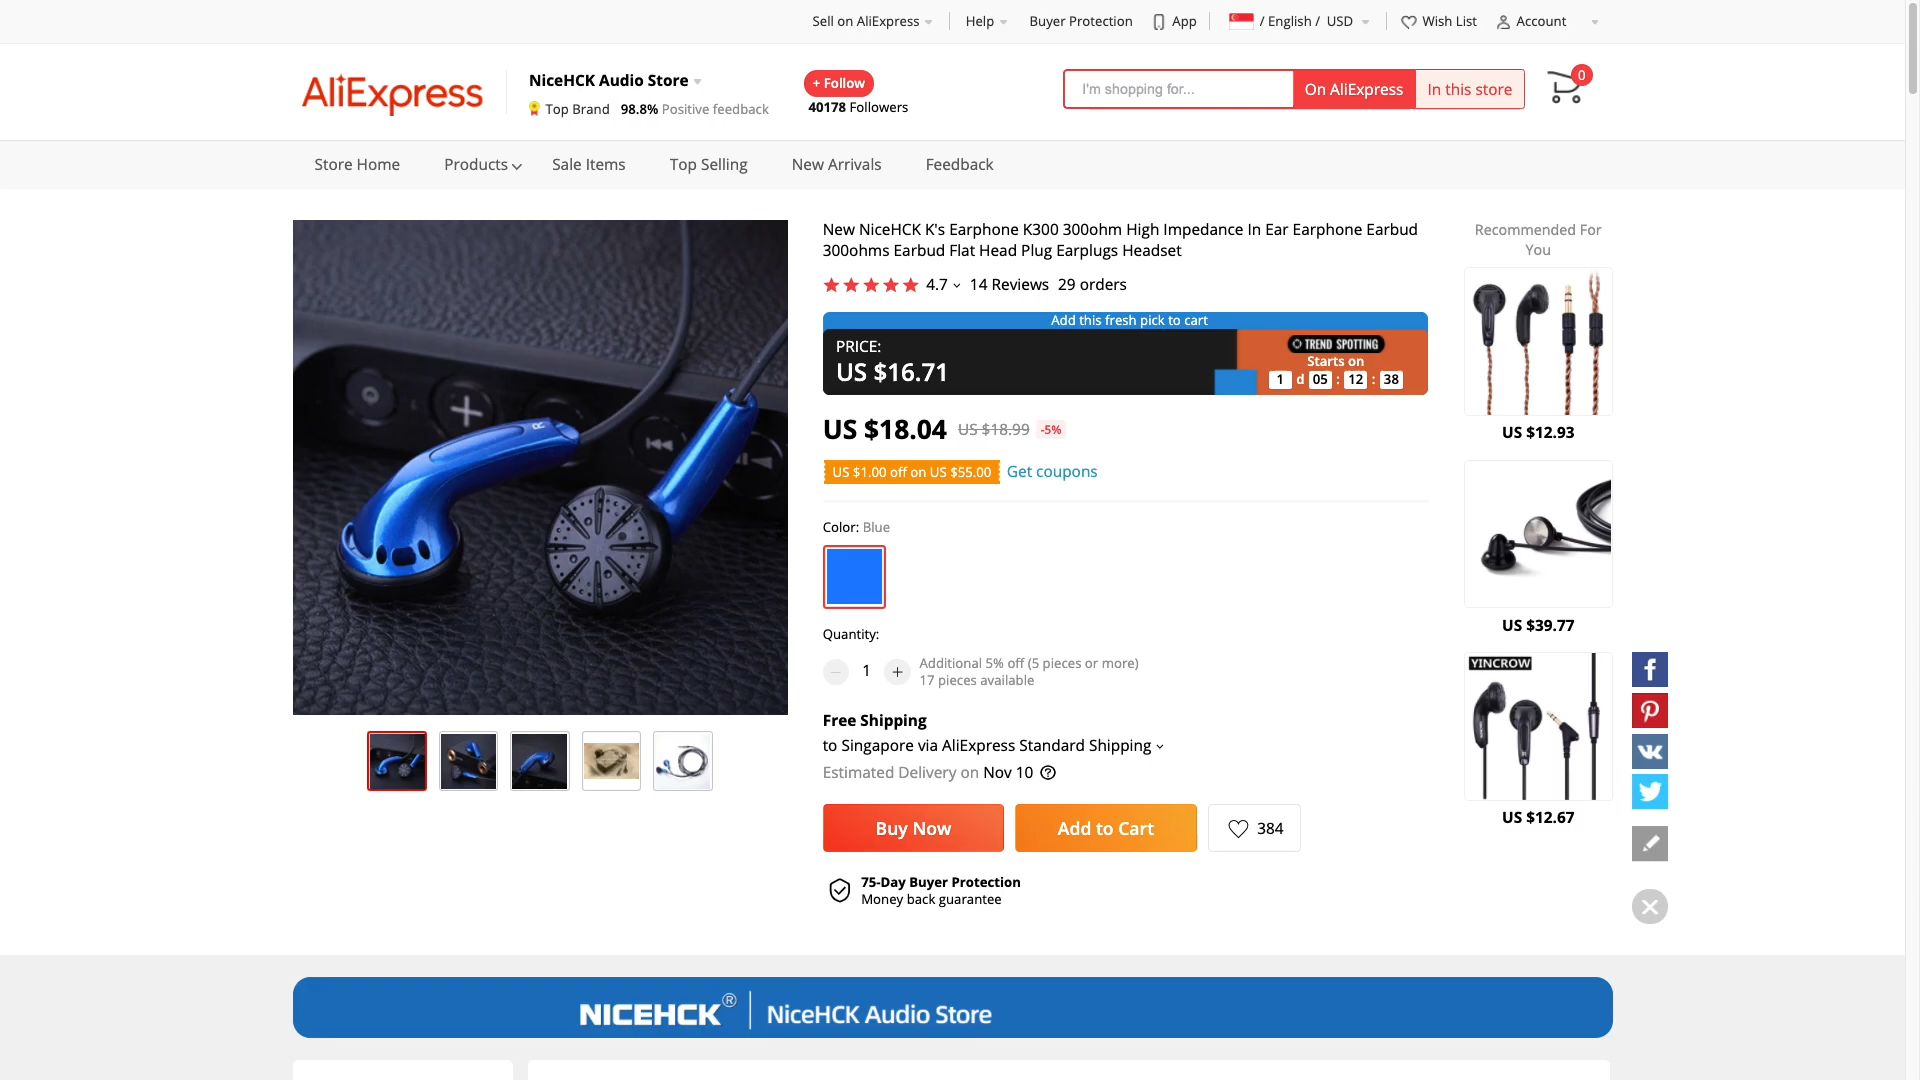 Sell on AliExpress
Help
Buyer Protection
App
/ English / USD
Wish List
Account
AliExpress
NiceHCK Audio Store
Top Brand 98.8% Positive feedback
+ Follow
40178 Followers
I'm shopping for...
On AliExpress
In this store
0
Store Home
Products
Sale Items
Top Selling
New Arrivals
Feedback
R
New NiceHCK K's Earphone K300 300ohm High Impedance In Ear Earphone Earbud
300ohms Earbud Flat Head Plug Earplugs Headset
4.7 14 Reviews 29 orders
Add this fresh pick to cart
PRICE:
US $16.71
TREND SPOTTING
Starts on
1 d 05 : 12 : 38
US $18.04 US $18.99 -5%
US $1.00 off on US $55.00 Get coupons
Color: Blue
Quantity:
1
Additional 5% off (5 pieces or more)
17 pieces available
Free Shipping
to Singapore via AliExpress Standard Shipping
Estimated Delivery on Nov 10
Buy Now
Add to Cart
384
75-Day Buyer Protection
Money back guarantee
Recommended For
You
US $12.93
US $39.77
YINCROW
US $12.67
NICEHCK® NiceHCK Audio Store